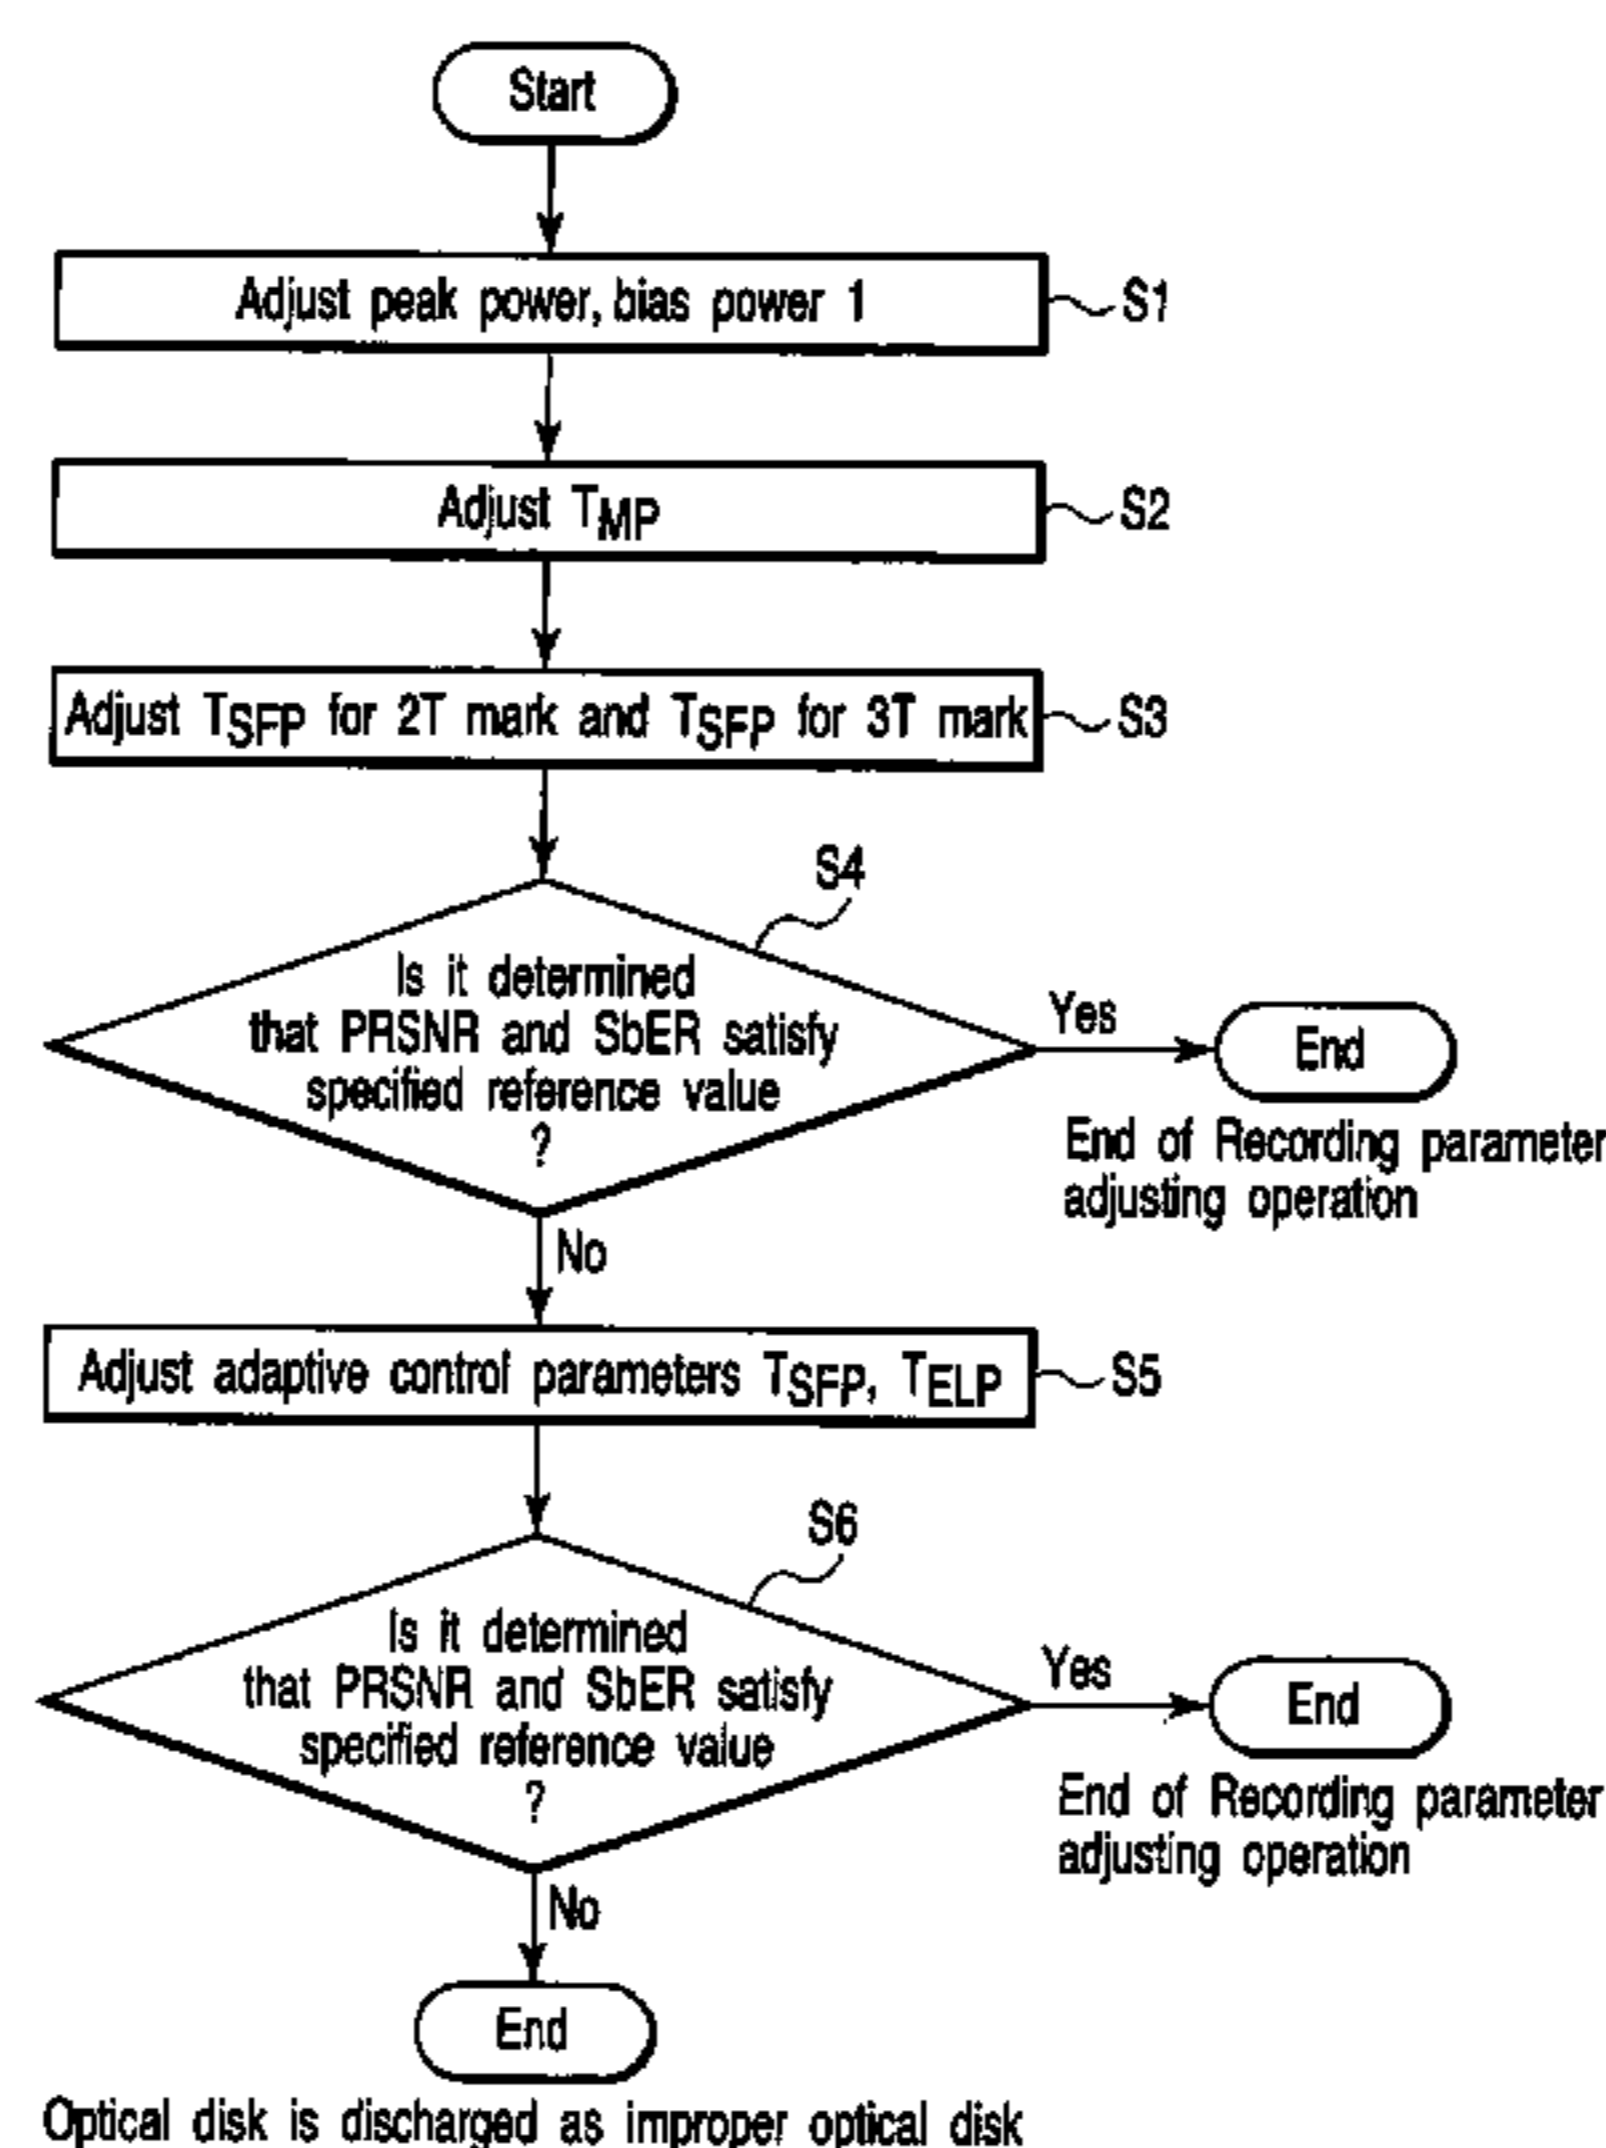 Start
Adjust peak power, bias power 1
S1
Adjust TMP
S2
Adjust TSFP for 2T mark and TSFP for 3T mark
S3
S4
Is it determined
that PRSNR and SbER satisfy
specified reference value
?
Yes
End
End of Recording parameter
adjusting operation
No
Adjust adaptive control parameters TSFP, TELP
S5
S6
Is it determined
that PRSNR and SbER satisfy
specified reference value
?
Yes
End
End of Recording parameter
adjusting operation
No
End
Optical disk is discharged as improper optical disk